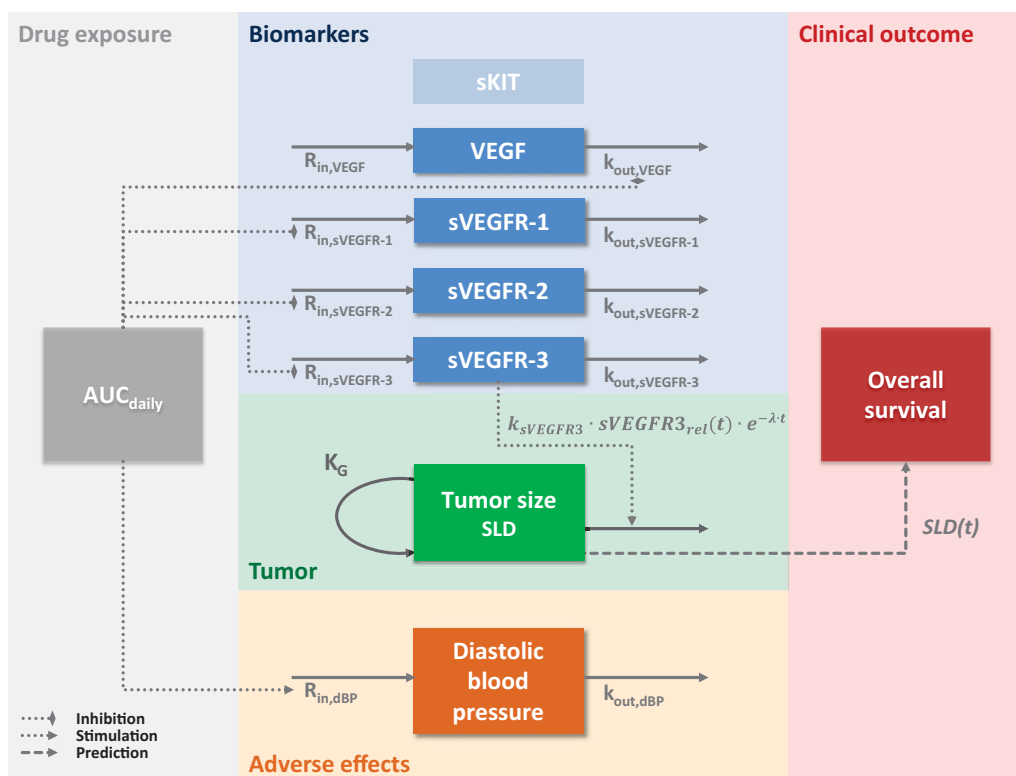 Drug exposure
Biomarkers
Clinical outcome
sKIT
VEGF
R_in,VEGF
k_out,VEGF
sVEGFR-1
R_in,sVEGFR-1
k_out,sVEGFR-1
sVEGFR-2
R_in,sVEGFR-2
k_out,sVEGFR-2
sVEGFR-3
R_in,sVEGFR-3
k_out,sVEGFR-3
AUC_daily
Overall
survival
k_sVEGFR3 · sVEGFR3_rel(t) · e^−λ·t
K_G
Tumor size
SLD
SLD(t)
Tumor
Diastolic
blood
pressure
R_in,dBP
k_out,dBP
Inhibition
Stimulation
Prediction
Adverse effects